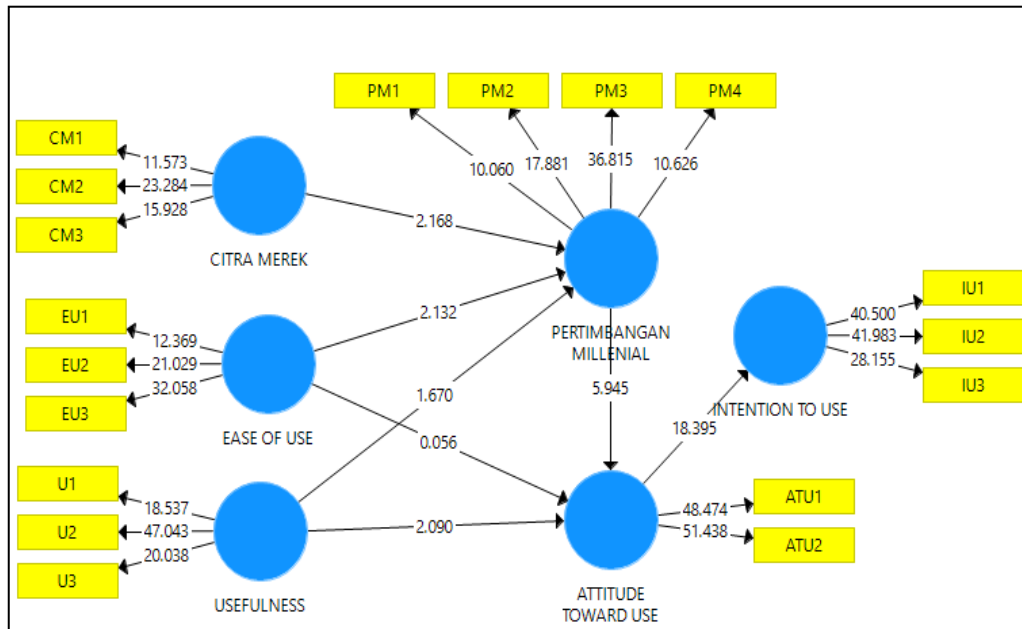 PM1
PM2
PM3
PM4
CM1
CM2
CM3
11.573
23.284
15.928
10.060
17.881
36.815
10.626
CITRA MEREK
2.168
EU1
EU2
EU3
12.369
21.029
32.058
EASE OF USE
2.132
1.670
0.056
PERTIMBANGAN
MILLENIAL
5.945
IU1
IU2
IU3
40.500
41.983
28.155
INTENTION TO USE
18.395
U1
U2
U3
18.537
47.043
20.038
USEFULNESS
2.090
ATU1
ATU2
48.474
51.438
ATTITUDE
TOWARD USE